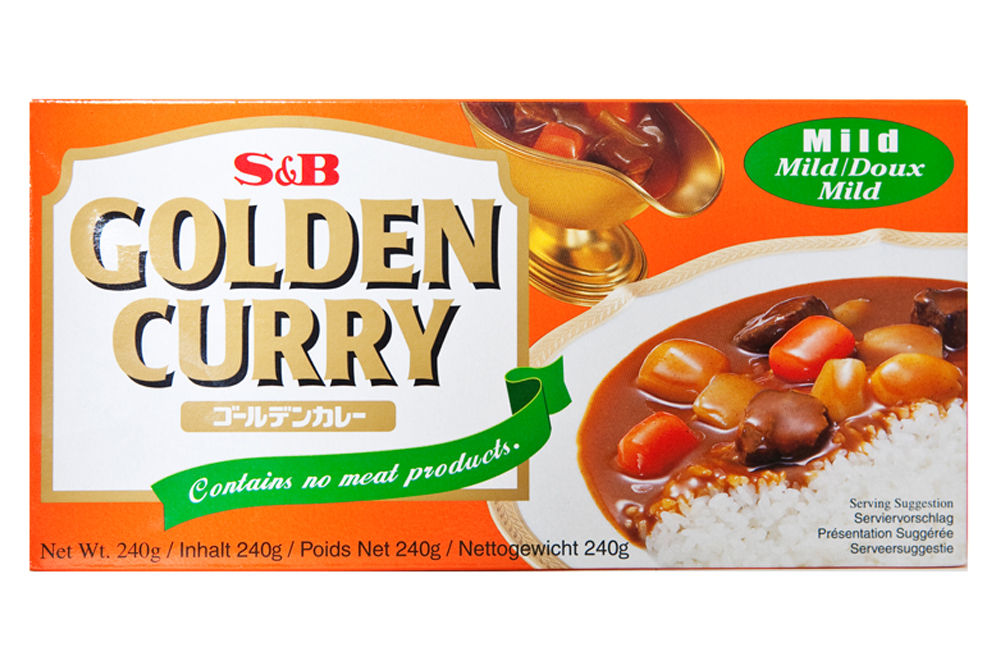 S&B
GOLDEN
CURRY
ゴールデンカレー
Contains no meat products.
Net Wt. 240g / Inhalt 240g / Poids Net 240g / Nettogewicht 240g
Mild
Mild/Doux
Mild
Serving Suggestion
Serviervorschlag
Présentation Suggérée
Serveersuggestie